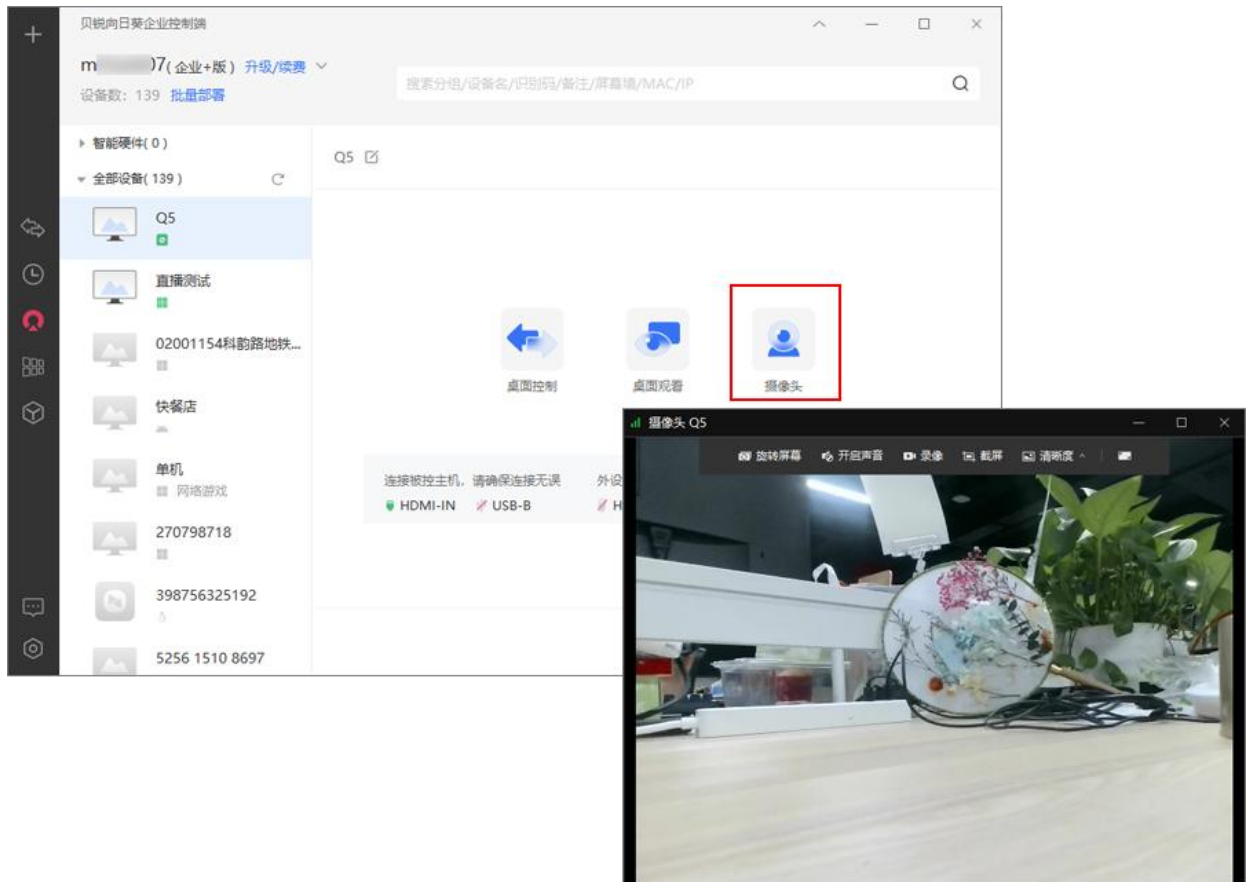 贝锐向日葵企业控制端
m 07(企业+版) 升级/续费
设备数: 139 批量部署
搜索分组/设备名/识别码/备注/屏幕墙/MAC/IP
智能硬件( 0 )
全部设备( 139 )
Q5
Q5
直播测试
02001154科韵路地铁...
快餐店
单机
网络游戏
270798718
398756325192
5256 1510 8697
桌面控制
桌面观看
摄像头
连接被控主机，请确保连接无误 外设
HDMI-IN USB-B H
摄像头 Q5
旋转屏幕 开启声音 录像 截屏 清晰度